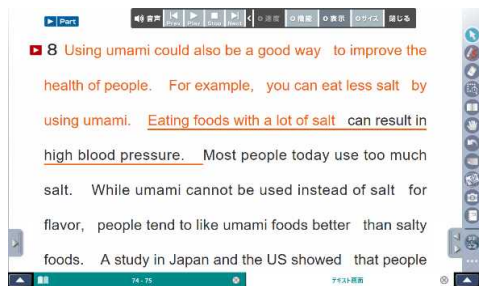 Part
音声 Prev Play Stop Next 速度 機能 表示 サイズ 閉じる
8 Using umami could also be a good way to improve the
health of people. For example, you can eat less salt by
using umami. Eating foods with a lot of salt can result in
high blood pressure. Most people today use too much
salt. While umami cannot be used instead of salt for
flavor, people tend to like umami foods better than salty
foods. A study in Japan and the US showed that people
74 - 75 テキスト画面